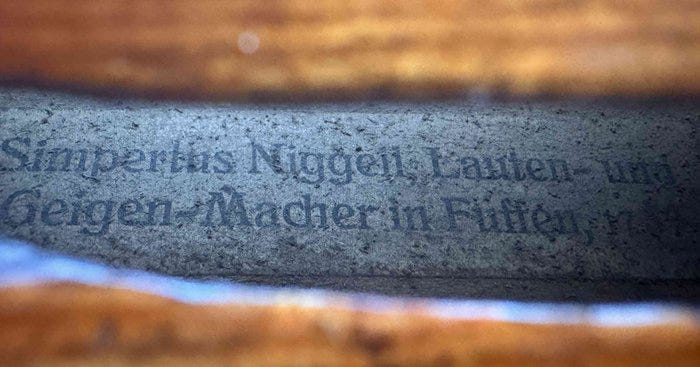 Simpertus Niggell, Lauten- und
Geigen-Macher in Füssen,